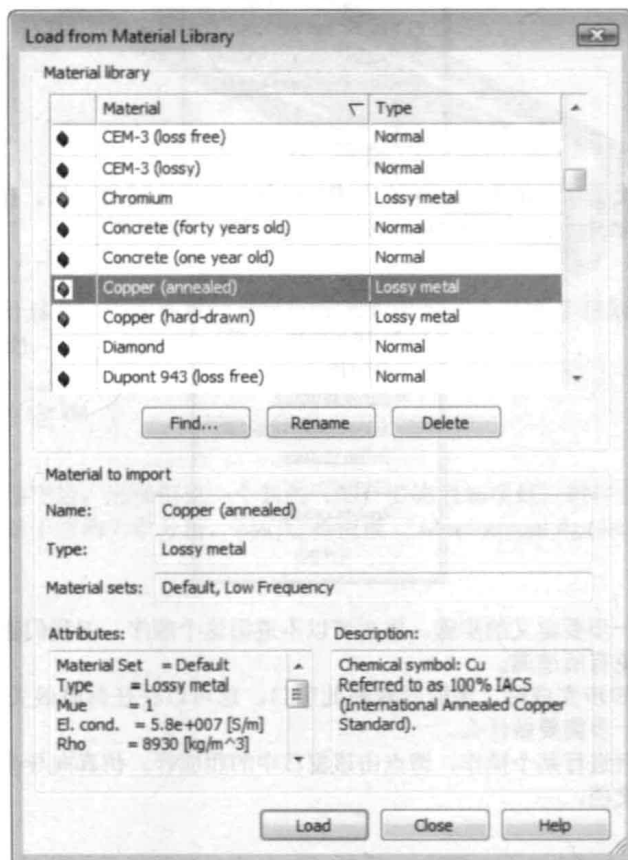 Load from Material Library
Material library
Material Type
CEM-3 (loss free) Normal
CEM-3 (lossy) Normal
Chromium Lossy metal
Concrete (forty years old) Normal
Concrete (one year old) Normal
Copper (annealed) Lossy metal
Copper (hard-drawn) Lossy metal
Diamond Normal
Dupont 943 (loss free) Normal
Find... Rename Delete
Material to import
Name: Copper (annealed)
Type: Lossy metal
Material sets: Default, Low Frequency
Attributes:
Material Set = Default
Type = Lossy metal
Mue = 1
El. cond. = 5.8e+007 [S/m]
Rho = 8930 [kg/m^3]
Description:
Chemical symbol: Cu
Referred to as 100% IACS
(International Annealed Copper
Standard).
Load Close Help